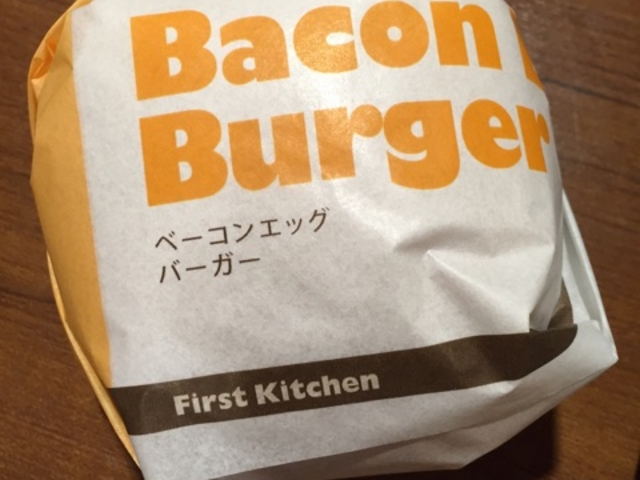 Bacon
Burger
ベーコンエッグ
バーガー
First Kitchen